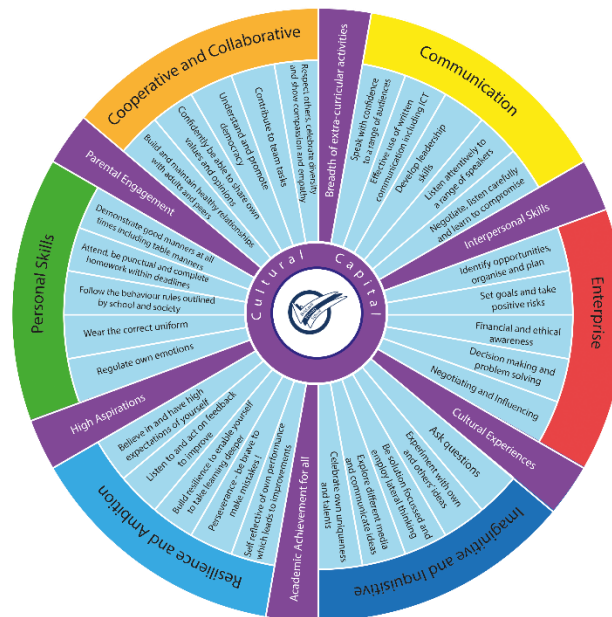 Cultural Capital
Breadth of extra-curricular activities
Communication
Speak with confidence
to a range of audiences
Effective use of written
communication including ICT
Develop leadership
skills
Listen attentively to
a range of speakers
Negotiate, listen carefully
and learn to compromise
Interpersonal Skills
Enterprise
Identify opportunities,
organise and plan
Set goals and take
positive risks
Financial and ethical
awareness
Decision making and
problem solving
Negotiating and Influencing
Cultural Experiences
Imaginitive and Inquisitive
Ask questions
Experiment with own
and others' ideas
Be solution focussed and
employ lateral thinking
Explore different media
and communicate ideas
Celebrate own uniqueness
and talents
Academic Achievement for all
Resilience and Ambition
Self reflective of own performance
which leads to improvements
Perseverance - be brave to
make mistakes !
Build resilience to enable yourself
to take learning deeper
Listen to and act on feedback
to improve
Believe in and have high
expectations of yourself
High Aspirations
Personal Skills
Regulate own emotions
Wear the correct uniform
Follow the behaviour rules outlined
by school and society
Attend, be punctual and complete
homework within deadlines
Demonstrate good manners at all
times including table manners
Parental Engagement
Cooperative and Collaborative
Build and maintain healthy relationships
with adults and peers
Confidently be able to share own
values and opinions
Understand and promote
democracy
Contribute to team tasks
Respect others, celebrate diversity
and show compassion and empathy